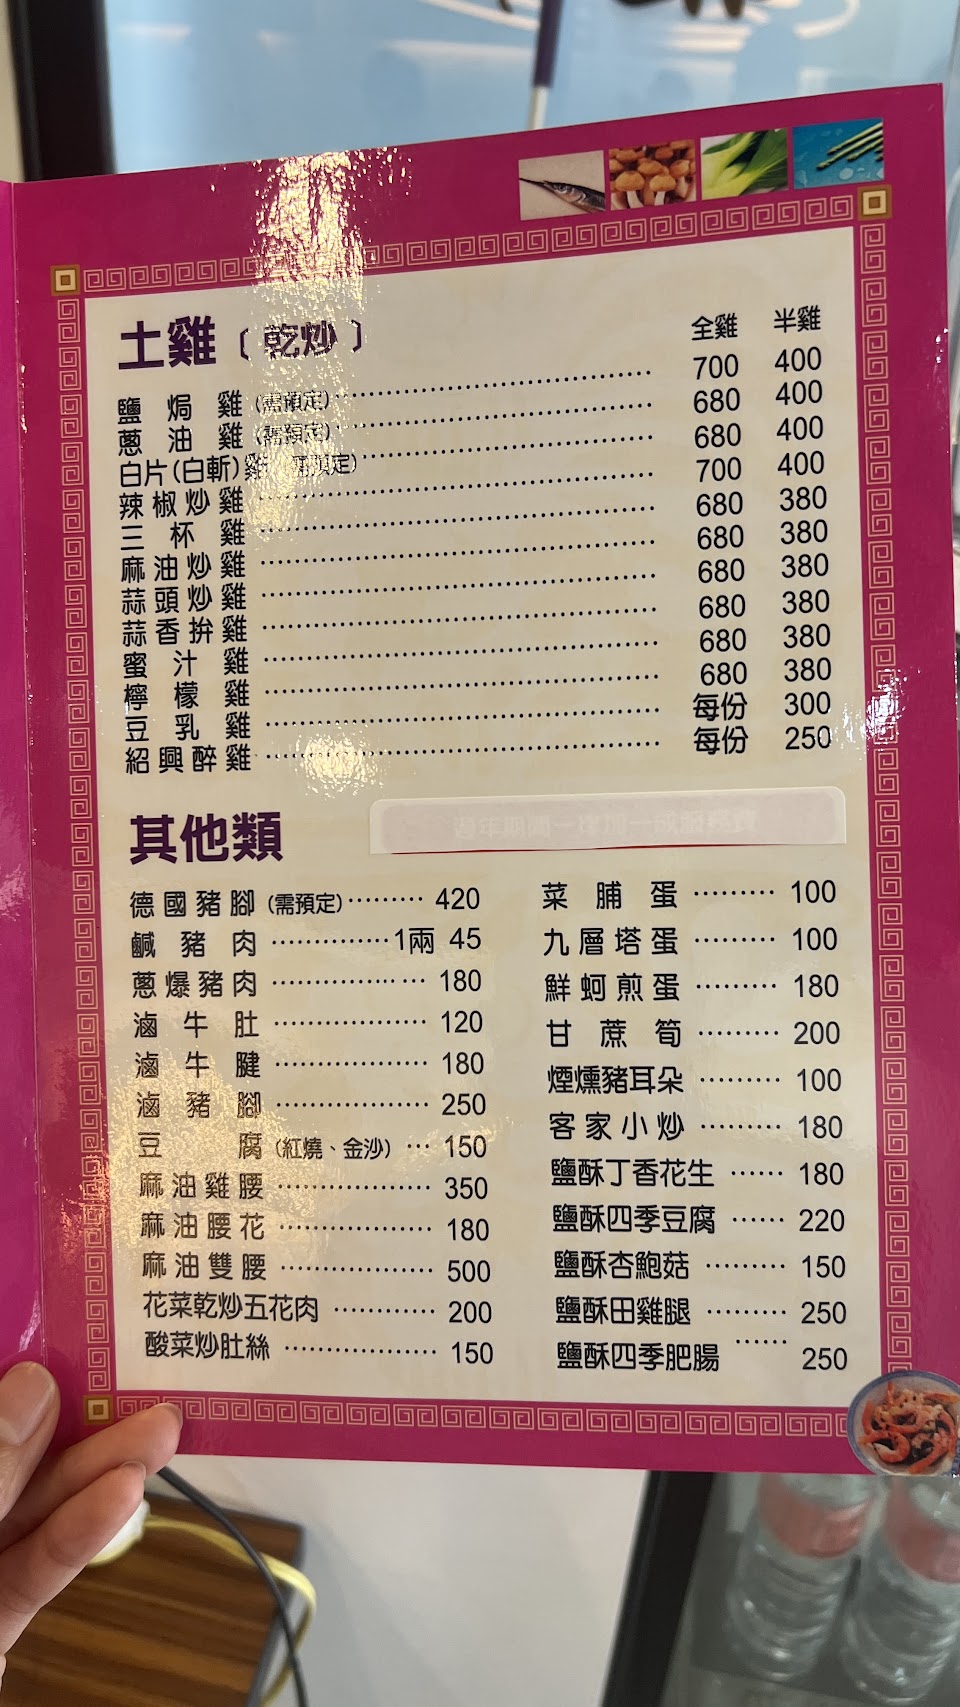 土雞〔乾炒〕 全雞 半雞
鹽焗雞(需預定) 700 400
蔥油雞(需預定) 680 400
白片(白斬)雞(需預定) 680 400
辣椒炒雞 700 400
三杯雞 680 380
麻油炒雞 680 380
蒜頭炒雞 680 380
蒜香拚雞 680 380
蜜汁雞 680 380
檸檬雞 680 380
豆乳雞 每份 300
紹興醉雞 每份 250
其他類
德國豬腳(需預定) 420
鹹豬肉 1兩 45
蔥爆豬肉 180
滷牛肚 120
滷牛腱 180
滷豬腳 250
豆腐(紅燒、金沙) 150
麻油雞腰 350
麻油腰花 180
麻油雙腰 500
花菜乾炒五花肉 200
酸菜炒肚絲 150
菜脯蛋 100
九層塔蛋 100
鮮蚵煎蛋 180
甘蔗筍 200
煙燻豬耳朵 100
客家小炒 180
鹽酥丁香花生 180
鹽酥四季豆腐 220
鹽酥杏鮑菇 150
鹽酥田雞腿 250
鹽酥四季肥腸 250